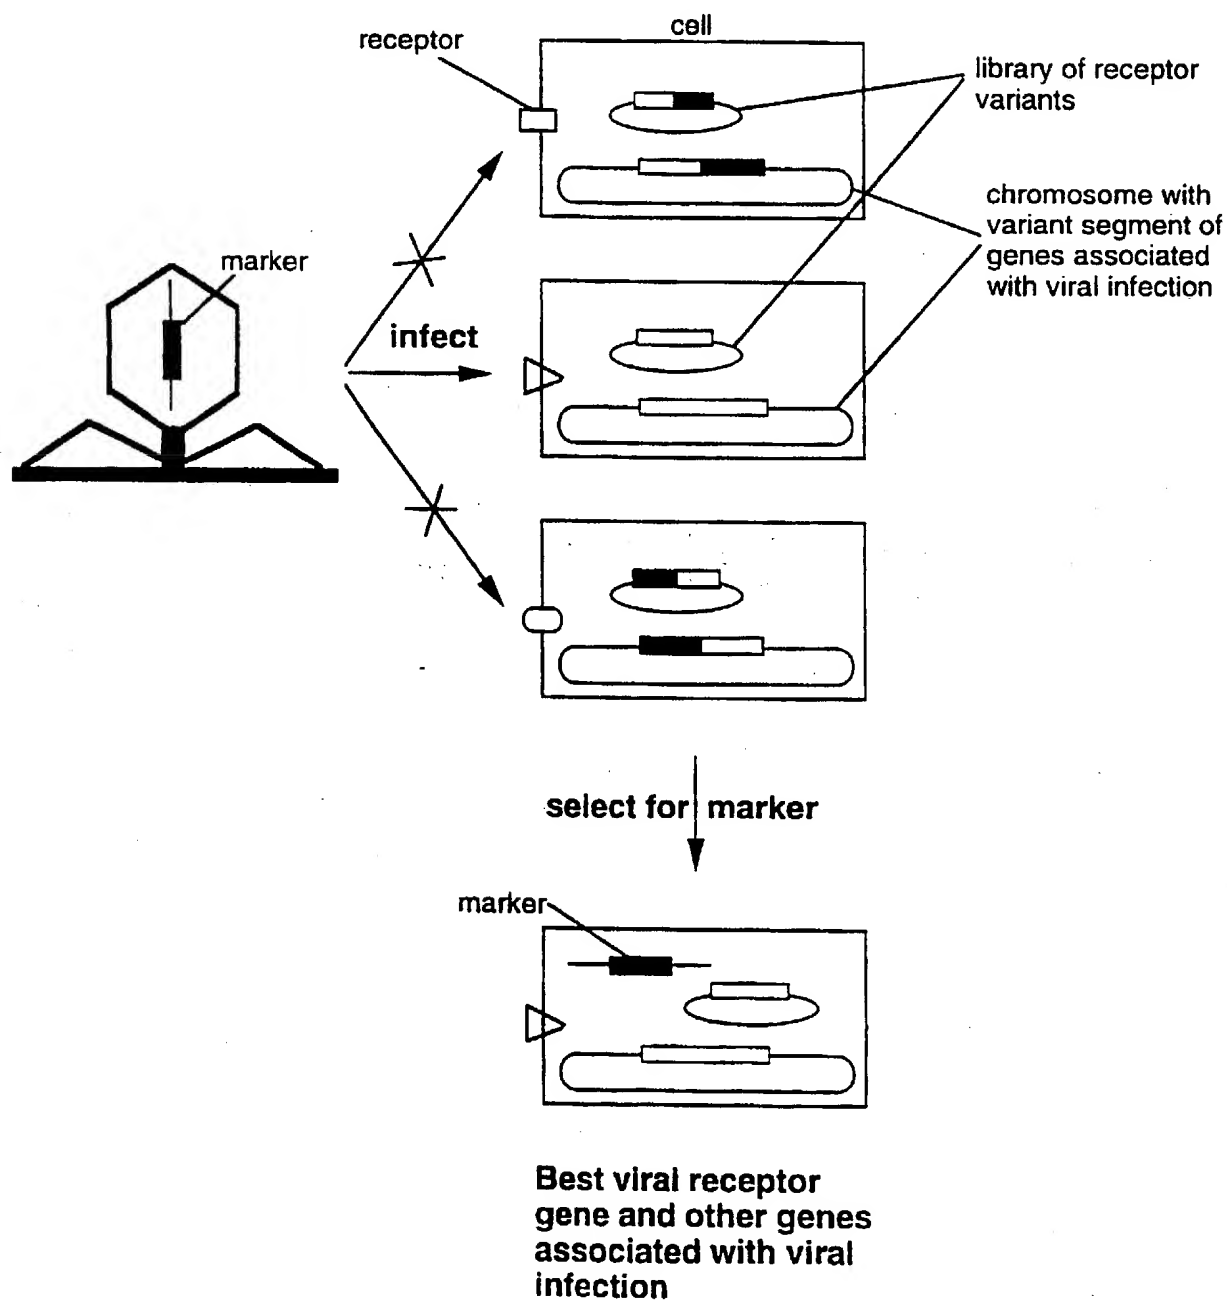 cell
receptor
library of receptor
variants
chromosome with
variant segment of
genes associated
with viral infection
marker
infect
select for marker
marker
Best viral receptor
gene and other genes
associated with viral
infection